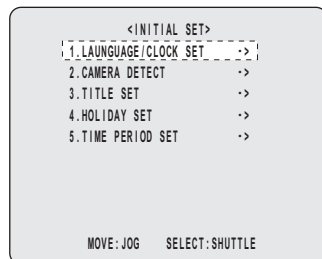 <INITIAL SET>
1.LAUNGUAGE/CLOCK SET ->
2.CAMERA DETECT ->
3.TITLE SET ->
4.HOLIDAY SET ->
5.TIME PERIOD SET ->
MOVE:JOG SELECT:SHUTTLE